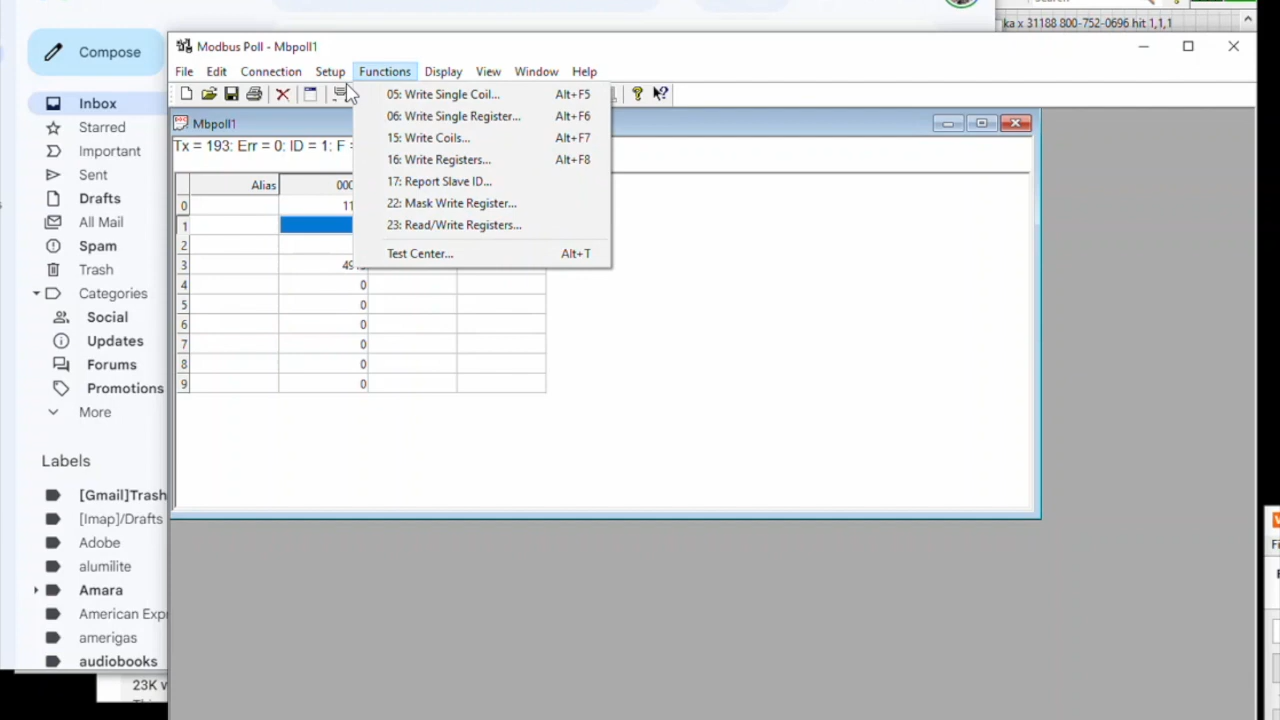 ka x 31188 800-752-0696 hit 1,1,1
Compose
Inbox
Starred
Important
Sent
Drafts
All Mail
Spam
Trash
Categories
Social
Updates
Forums
Promotions
More
Labels
[Gmail]Trash
[Imap]/Drafts
Adobe
alumilite
Amara
American Exp
amerigas
audiobooks
23K
Modbus Poll - Mbpoll1
File Edit Connection Setup Functions Display View Window Help
05: Write Single Coil... Alt+F5
06: Write Single Register... Alt+F6
15: Write Coils... Alt+F7
16: Write Registers... Alt+F8
17: Report Slave ID...
22: Mask Write Register...
23: Read/Write Registers...
Test Center... Alt+T
Mbpoll1
Tx = 193: Err = 0: ID = 1: F =
Alias 000
0 11
1
2
3
4 0
5 0
6 0
7 0
8 0
9 0